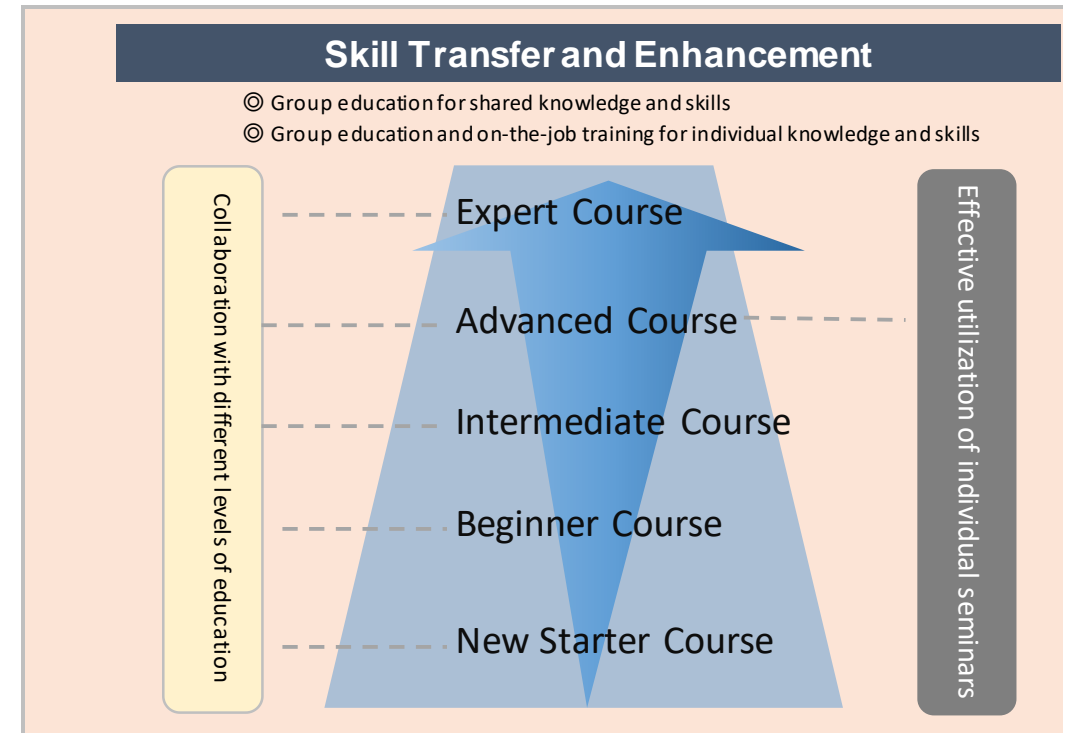 Skill Transfer and Enhancement
◎ Group education for shared knowledge and skills
◎ Group education and on-the-job training for individual knowledge and skills
Collaboration with different levels of education
Expert Course
Advanced Course
Intermediate Course
Beginner Course
New Starter Course
Effective utilization of individual seminars